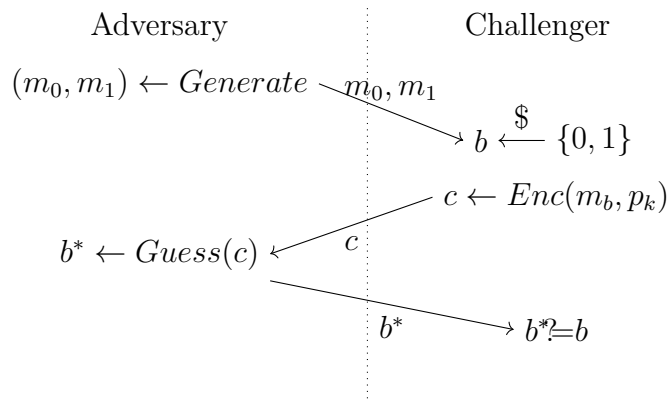 Adversary Challenger
(m_0, m_1) ← Generate
m_0, m_1
b ←$ {0, 1}
c ← Enc(m_b, p_k)
c
b* ← Guess(c)
b*
b* ?= b